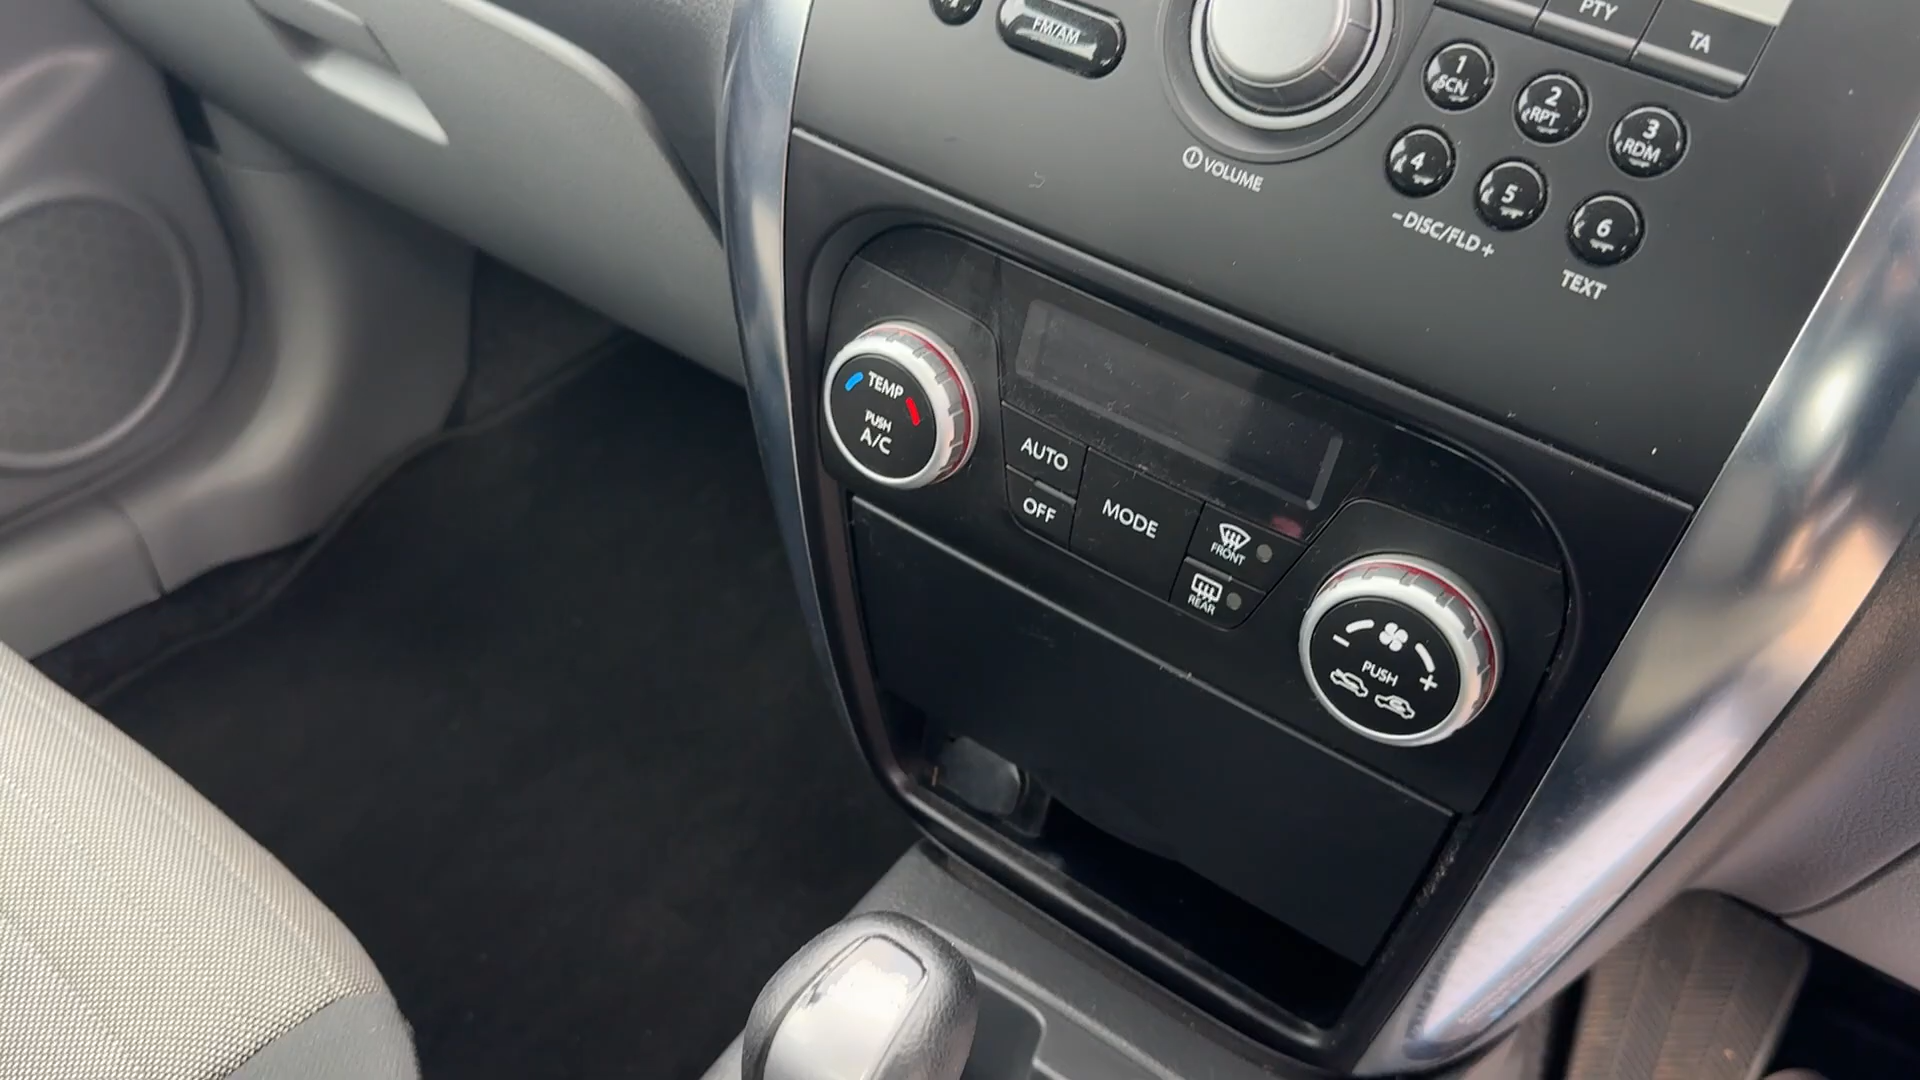 FM/AM
PTY
TA
VOLUME
1
SCN
2
RPT
3
RDM
4
5
6
-DISC/FLD+
TEXT
TEMP
PUSH
A/C
AUTO
OFF
MODE
FRONT
REAR
- +
PUSH